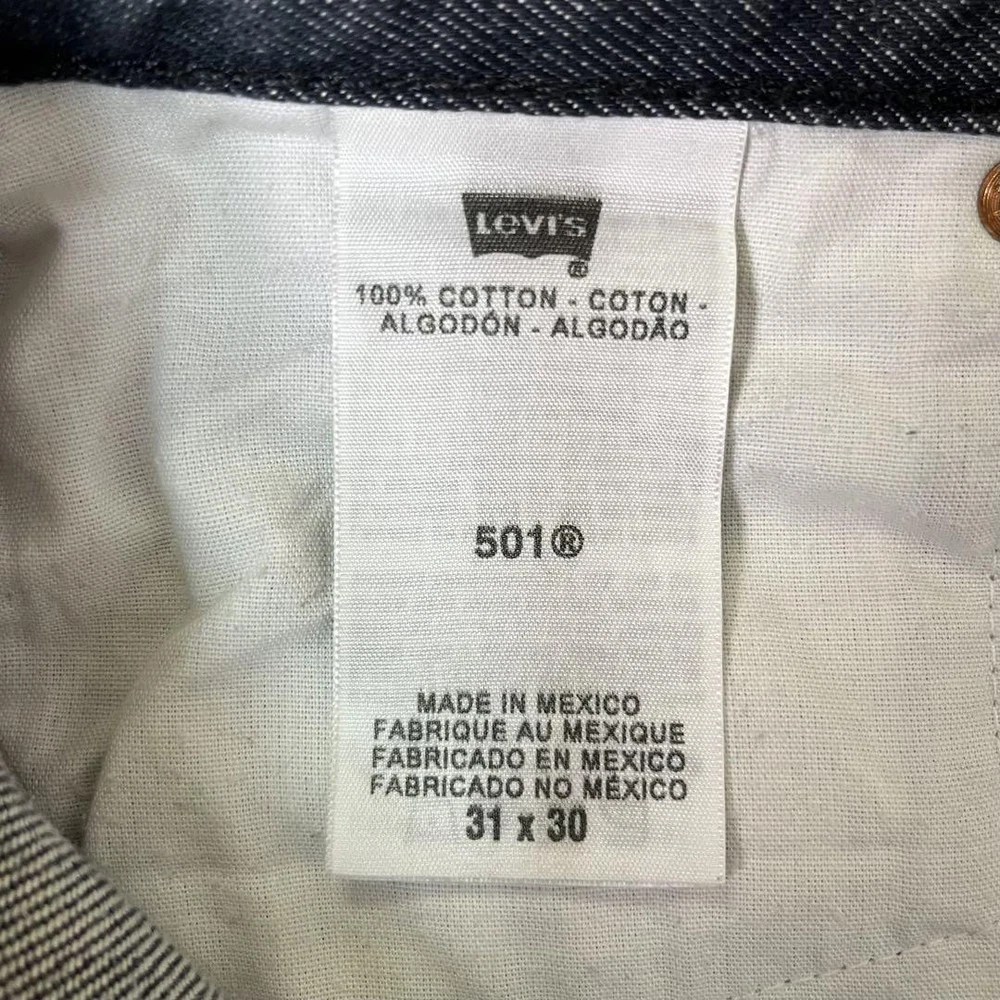 Levi's
®
100% COTTON - COTON -
ALGODÓN - ALGODÃO
501®
MADE IN MEXICO
FABRIQUE AU MEXIQUE
FABRICADO EN MEXICO
FABRICADO NO MÉXICO
31 x 30